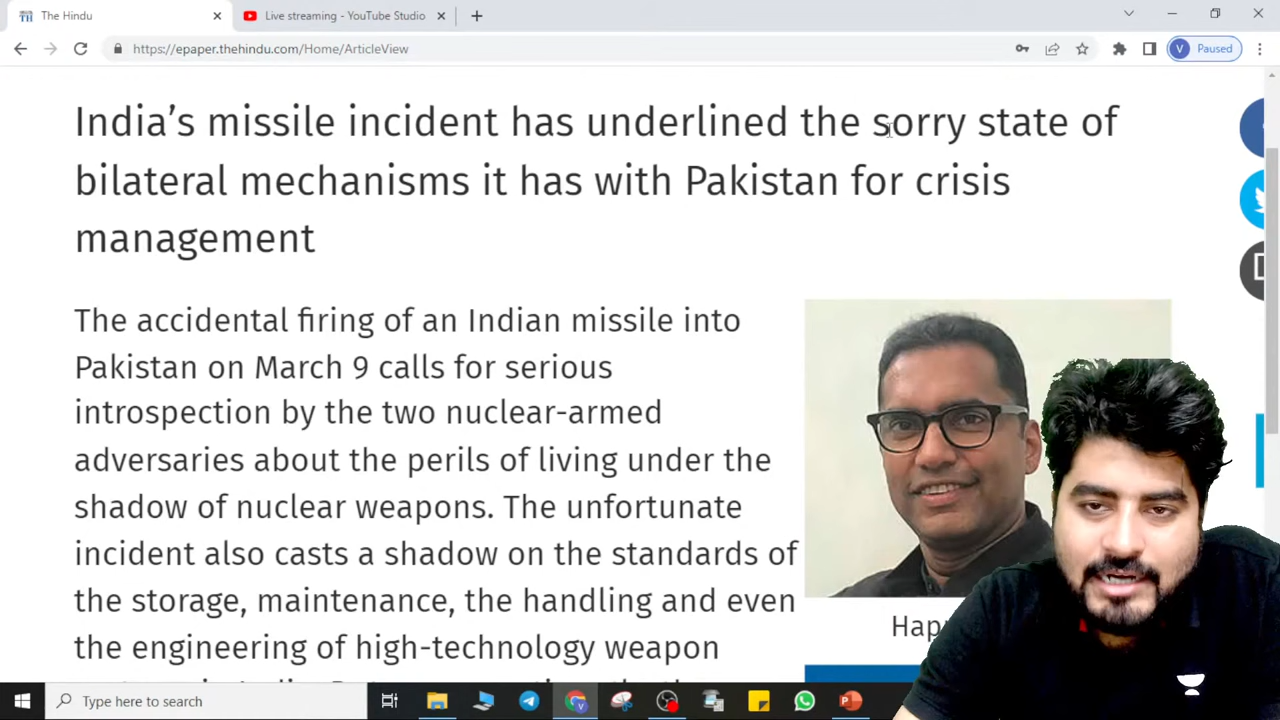 The Hindu
Live streaming - YouTube Studio
https://epaper.thehindu.com/Home/ArticleView
V Paused
India's missile incident has underlined the sorry state of
bilateral mechanisms it has with Pakistan for crisis
management
The accidental firing of an Indian missile into
Pakistan on March 9 calls for serious
introspection by the two nuclear-armed
adversaries about the perils of living under the
shadow of nuclear weapons. The unfortunate
incident also casts a shadow on the standards of
the storage, maintenance, the handling and even
the engineering of high-technology weapon
Type here to search